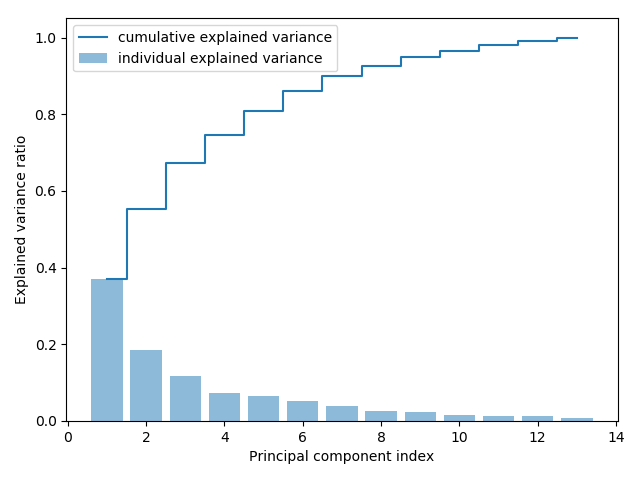 cumulative explained variance
individual explained variance
Explained variance ratio
1.0
0.8
0.6
0.4
0.2
0.0
0 2 4 6 8 10 12 14
Principal component index